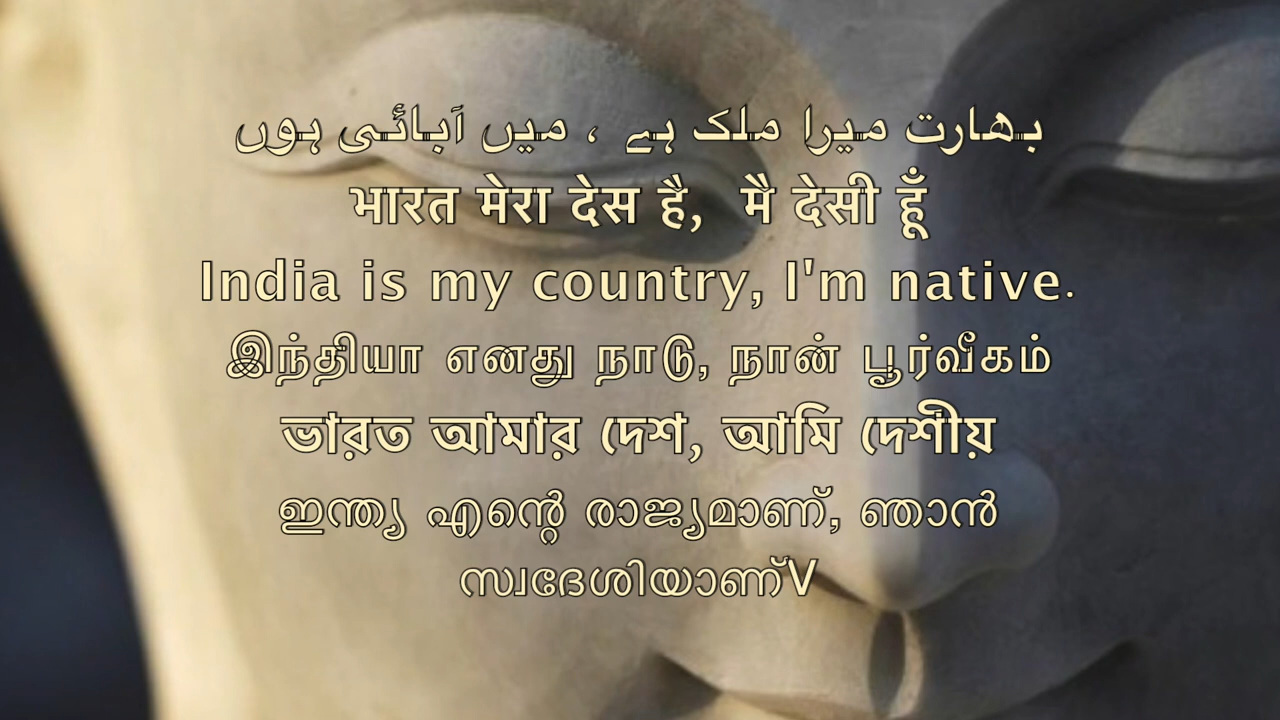 بھارت میرا ملک ہے ، میں آبائی ہوں
भारत मेरा देस है, मै देसी हूँ
India is my country, I'm native.
இந்தியா எனது நாடு, நான் பூர்வீகம்
ভারত আমার দেশ, আমি দেশীয়
ഇന്ത്യ എന്റെ രാജ്യമാണ്, ഞാൻ
സ്വദേശിയാണ്V